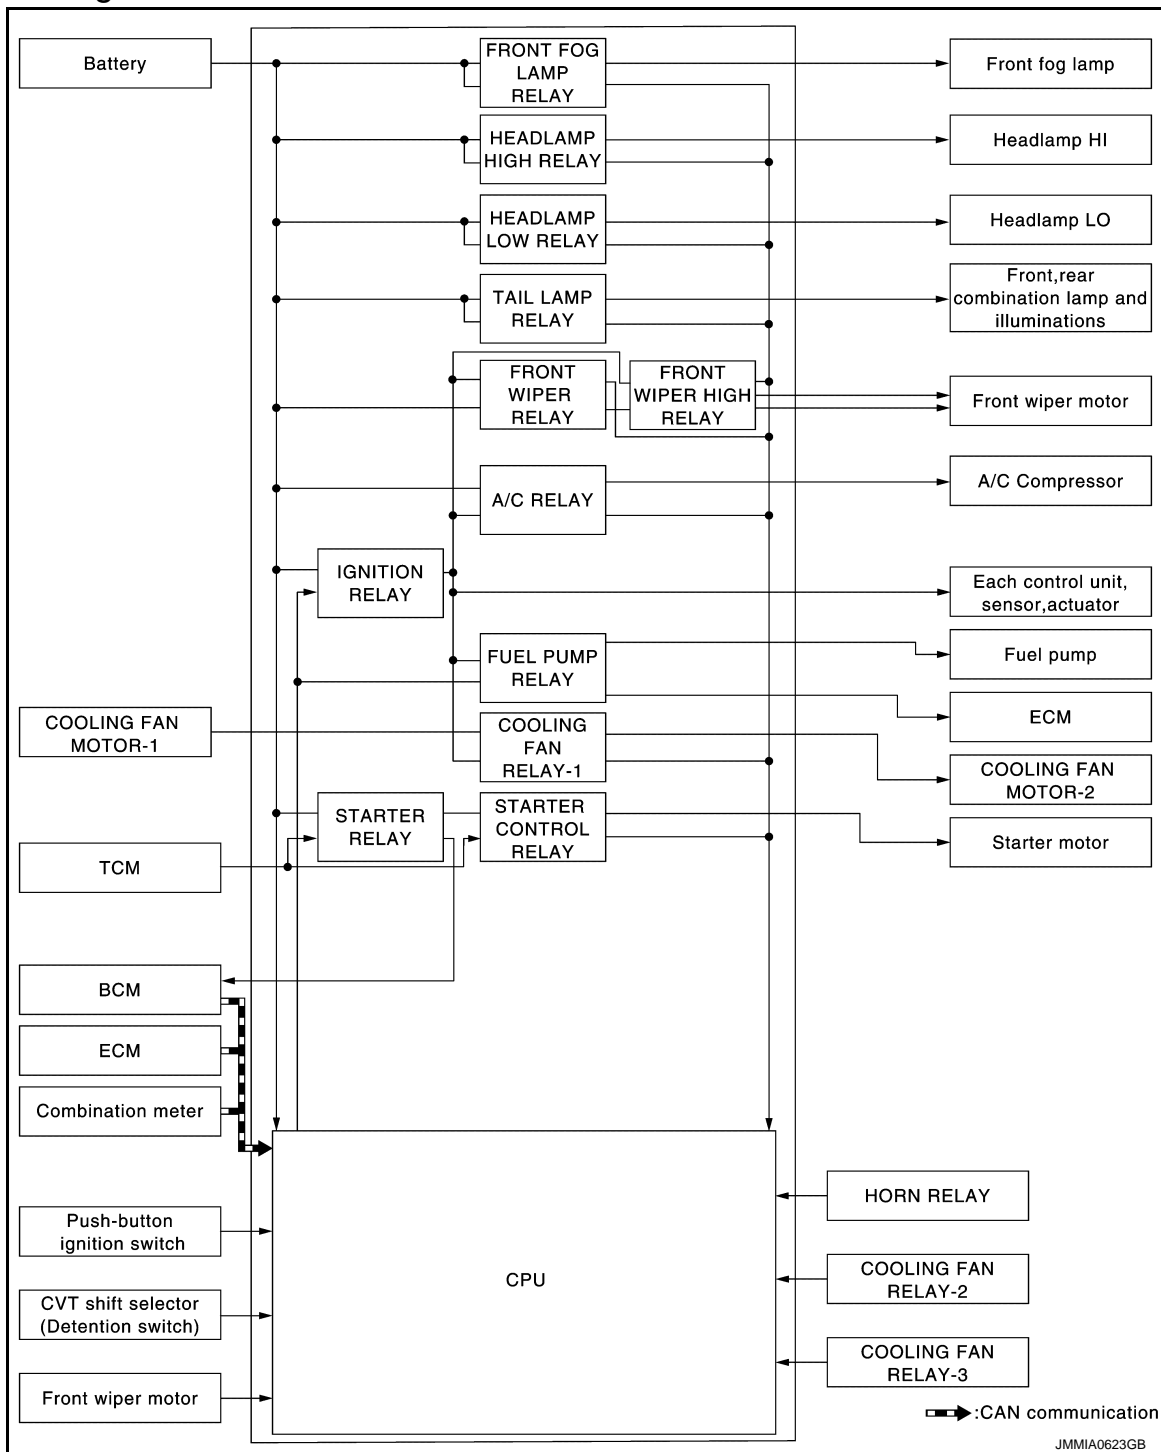 Battery
FRONT FOG
LAMP
RELAY
Front fog lamp
HEADLAMP
HIGH RELAY
Headlamp HI
HEADLAMP
LOW RELAY
Headlamp LO
TAIL LAMP
RELAY
Front,rear
combination lamp and
illuminations
FRONT
WIPER
RELAY
FRONT
WIPER HIGH
RELAY
Front wiper motor
A/C RELAY
A/C Compressor
IGNITION
RELAY
Each control unit,
sensor,actuator
FUEL PUMP
RELAY
Fuel pump
ECM
COOLING FAN
MOTOR-1
COOLING
FAN
RELAY-1
COOLING FAN
MOTOR-2
STARTER
RELAY
STARTER
CONTROL
RELAY
Starter motor
TCM
BCM
ECM
Combination meter
Push-button
ignition switch
CVT shift selector
(Detention switch)
Front wiper motor
CPU
HORN RELAY
COOLING FAN
RELAY-2
COOLING FAN
RELAY-3
:CAN communication
JMMIA0623GB